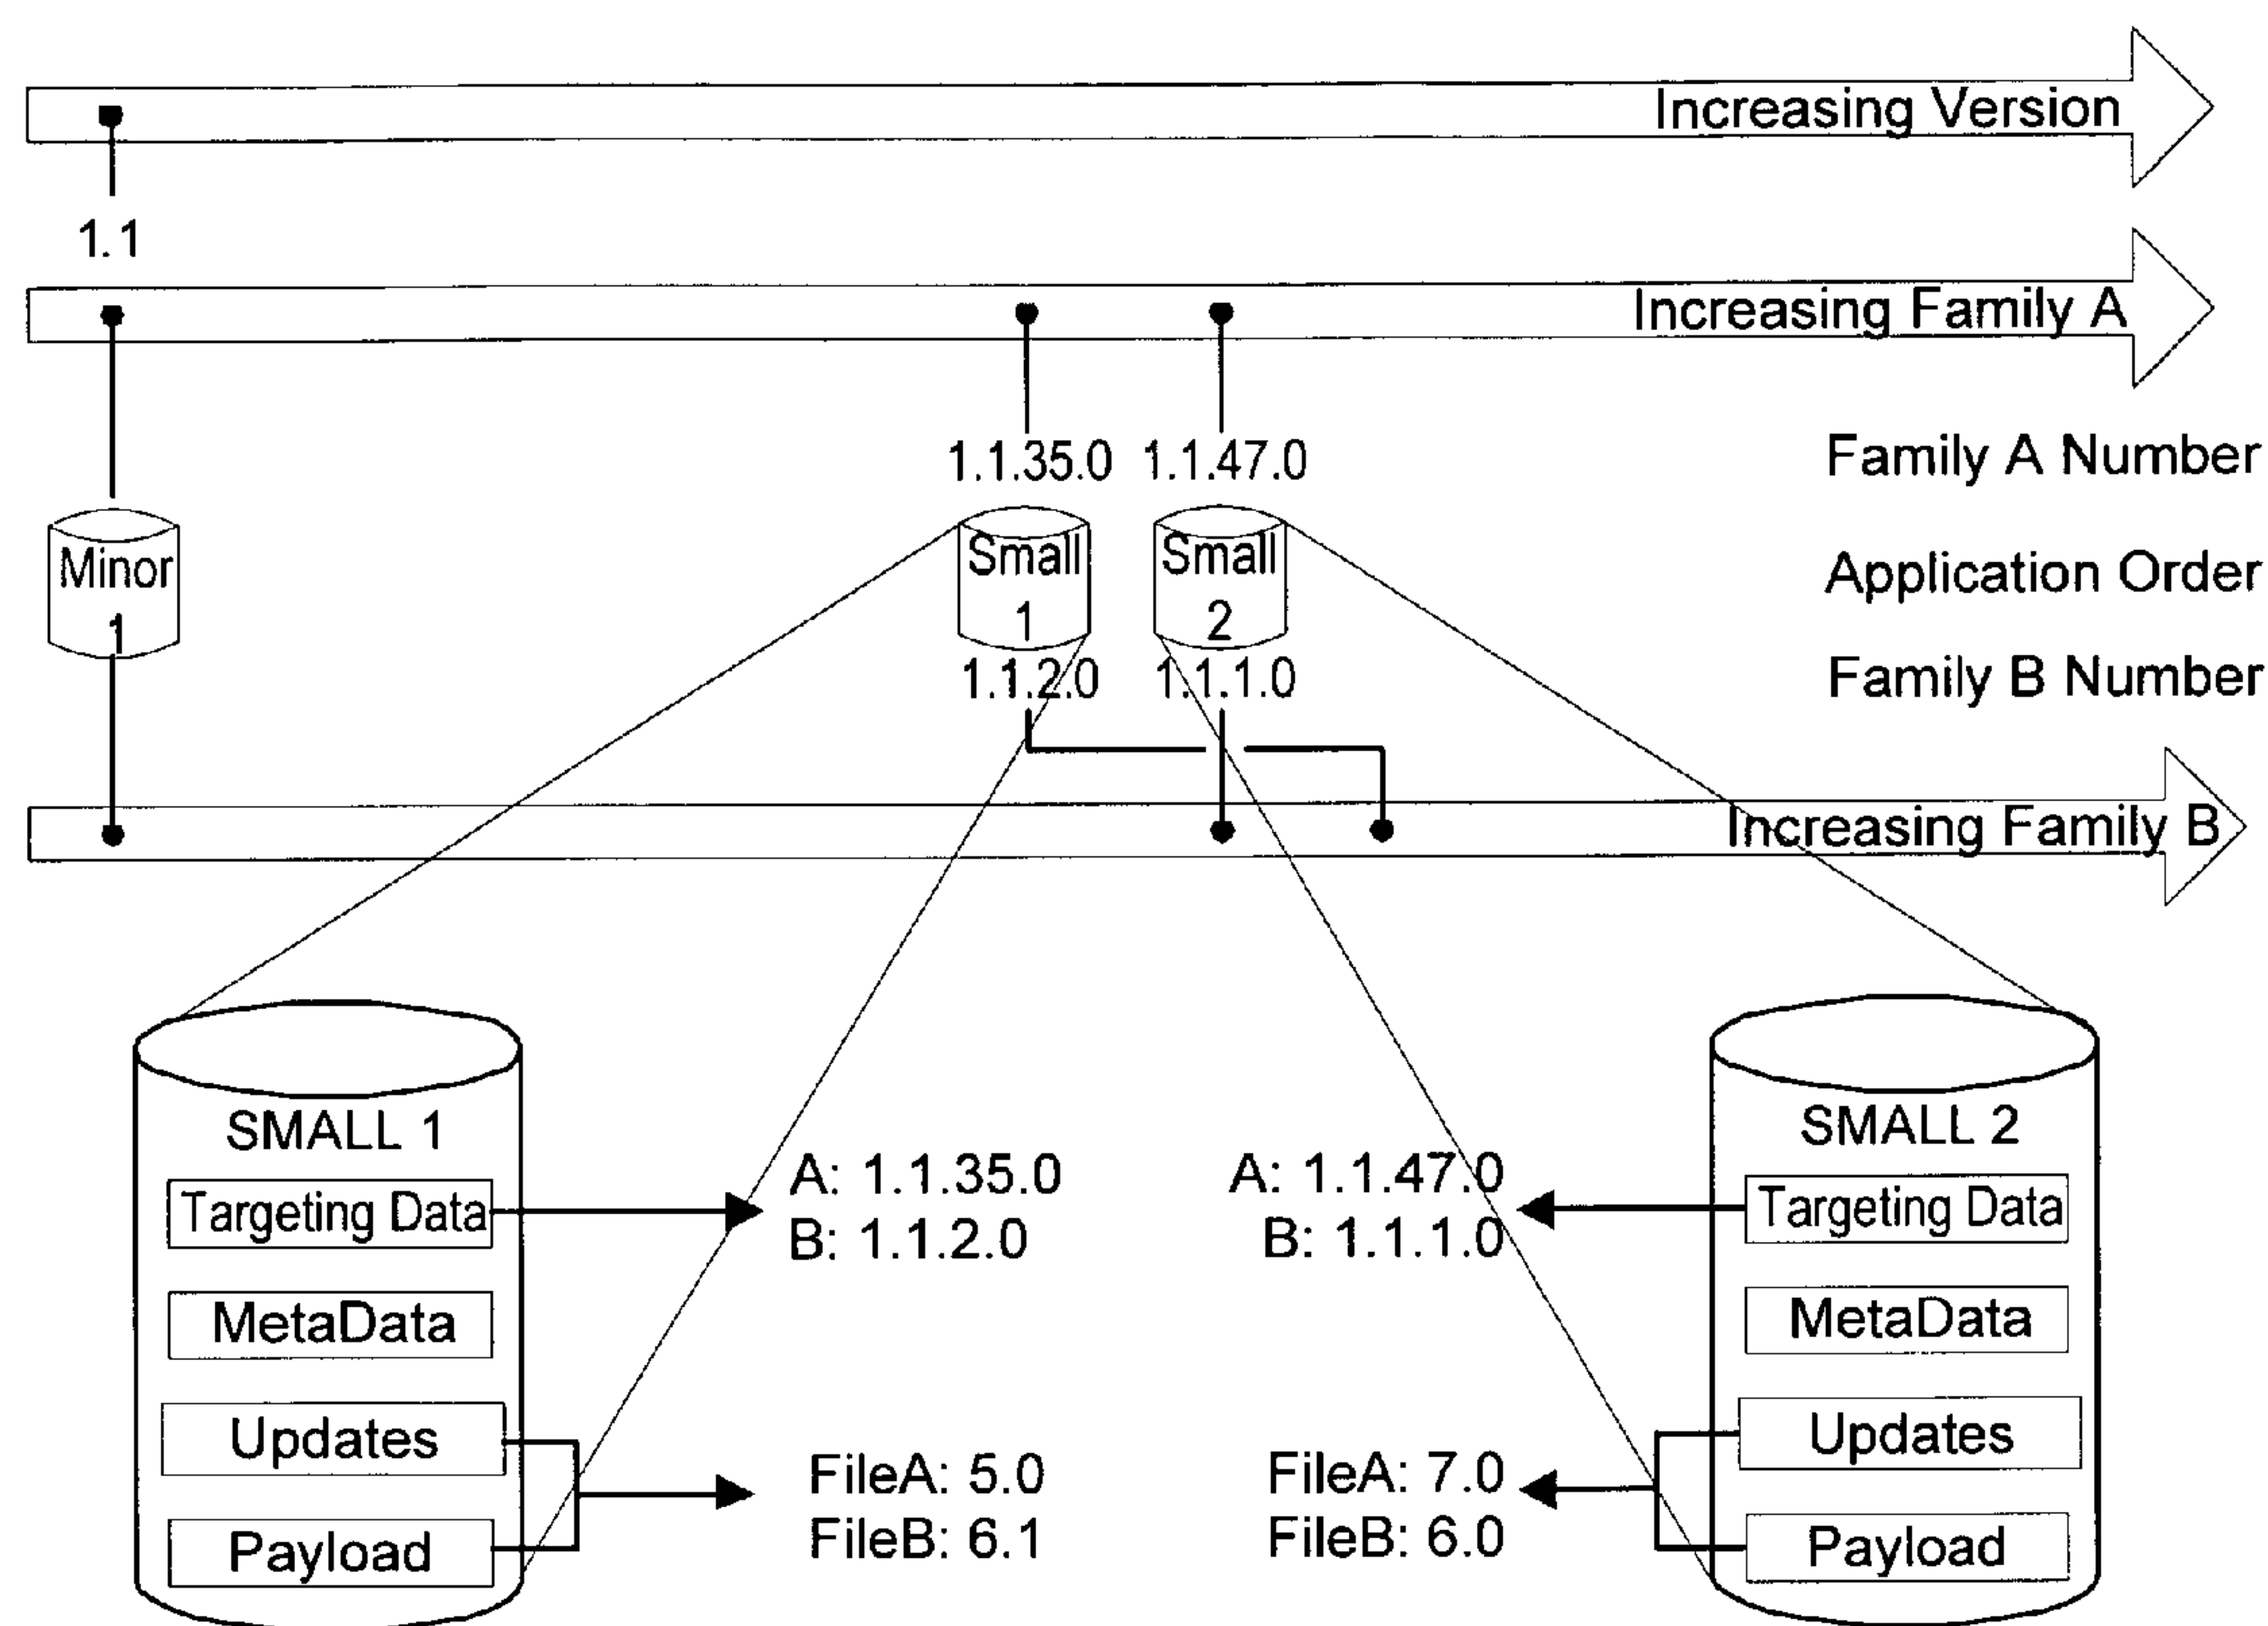 Increasing Version
1.1
Increasing Family A
1.1.35.0 1.1.47.0 Family A Number
Minor
1
Small
1
Small
2
Application Order
1.1.2.0 1.1.1.0 Family B Number
Increasing Family B
SMALL 1
Targeting Data
MetaData
Updates
Payload
A: 1.1.35.0
B: 1.1.2.0
FileA: 5.0
FileB: 6.1
A: 1.1.47.0
B: 1.1.1.0
FileA: 7.0
FileB: 6.0
SMALL 2
Targeting Data
MetaData
Updates
Payload